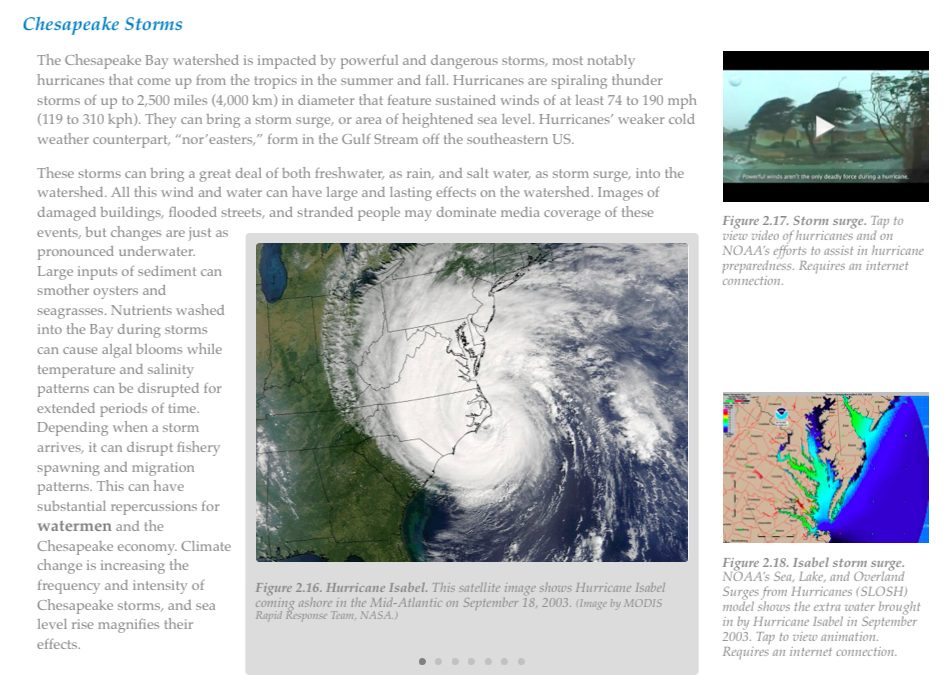 Chesapeake Storms
The Chesapeake Bay watershed is impacted by powerful and dangerous storms, most notably
hurricanes that come up from the tropics in the summer and fall. Hurricanes are spiraling thunder
storms of up to 2,500 miles (4,000 km) in diameter that feature sustained winds of at least 74 to 190 mph
(119 to 310 kph). They can bring a storm surge, or area of heightened sea level. Hurricanes’ weaker cold
weather counterpart, “nor’easters,” form in the Gulf Stream off the southeastern US.
These storms can bring a great deal of both freshwater, as rain, and salt water, as storm surge, into the
watershed. All this wind and water can have large and lasting effects on the watershed. Images of
damaged buildings, flooded streets, and stranded people may dominate media coverage of these
events, but changes are just as
pronounced underwater.
Large inputs of sediment can
smother oysters and
seagrasses. Nutrients washed
into the Bay during storms
can cause algal blooms while
temperature and salinity
patterns can be disrupted for
extended periods of time.
Depending when a storm
arrives, it can disrupt fishery
spawning and migration
patterns. This can have
substantial repercussions for
watermen and the
Chesapeake economy. Climate
change is increasing the
frequency and intensity of
Chesapeake storms, and sea
level rise magnifies their
effects.
Figure 2.16. Hurricane Isabel. This satellite image shows Hurricane Isabel
coming ashore in the Mid-Atlantic on September 18, 2003. (Image by MODIS
Rapid Response Team, NASA.)
Powerful winds aren't the only deadly force during a hurricane.
Figure 2.17. Storm surge. Tap to
view video of hurricanes and on
NOAA’s efforts to assist in hurricane
preparedness. Requires an internet
connection.
Figure 2.18. Isabel storm surge.
NOAA’s Sea, Lake, and Overland
Surges from Hurricanes (SLOSH)
model shows the extra water brought
in by Hurricane Isabel in September
2003. Tap to view animation.
Requires an internet connection.